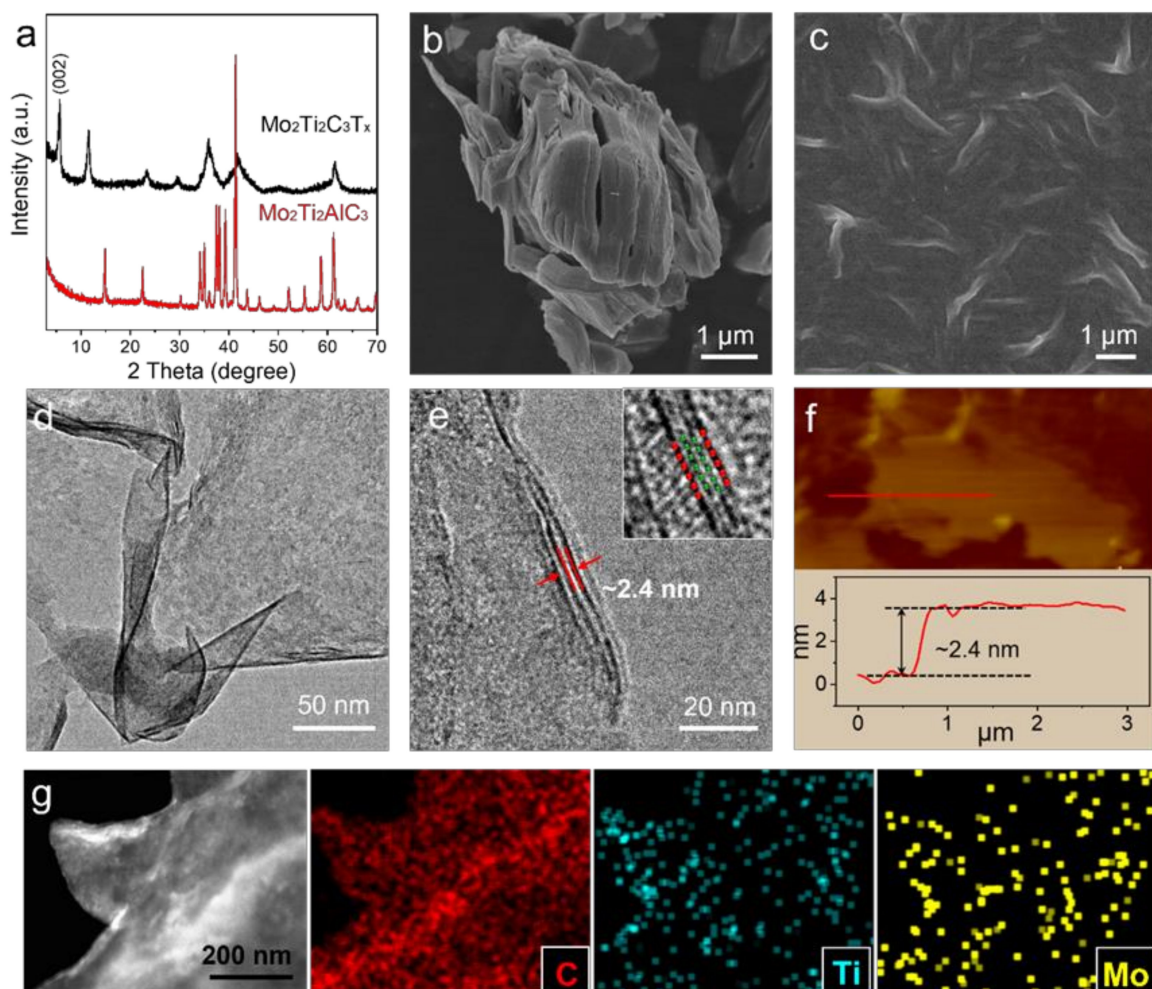 a
(002)
Mo₂Ti₂C₃Tₓ
Mo₂Ti₂AlC₃
Intensity (a.u.)
10 20 30 40 50 60 70
2 Theta (degree)
b
1 μm
c
1 μm
d
50 nm
e
~2.4 nm
20 nm
f
4
2
0
nm
~2.4 nm
0 1 2 3
μm
g
200 nm
C
Ti
Mo